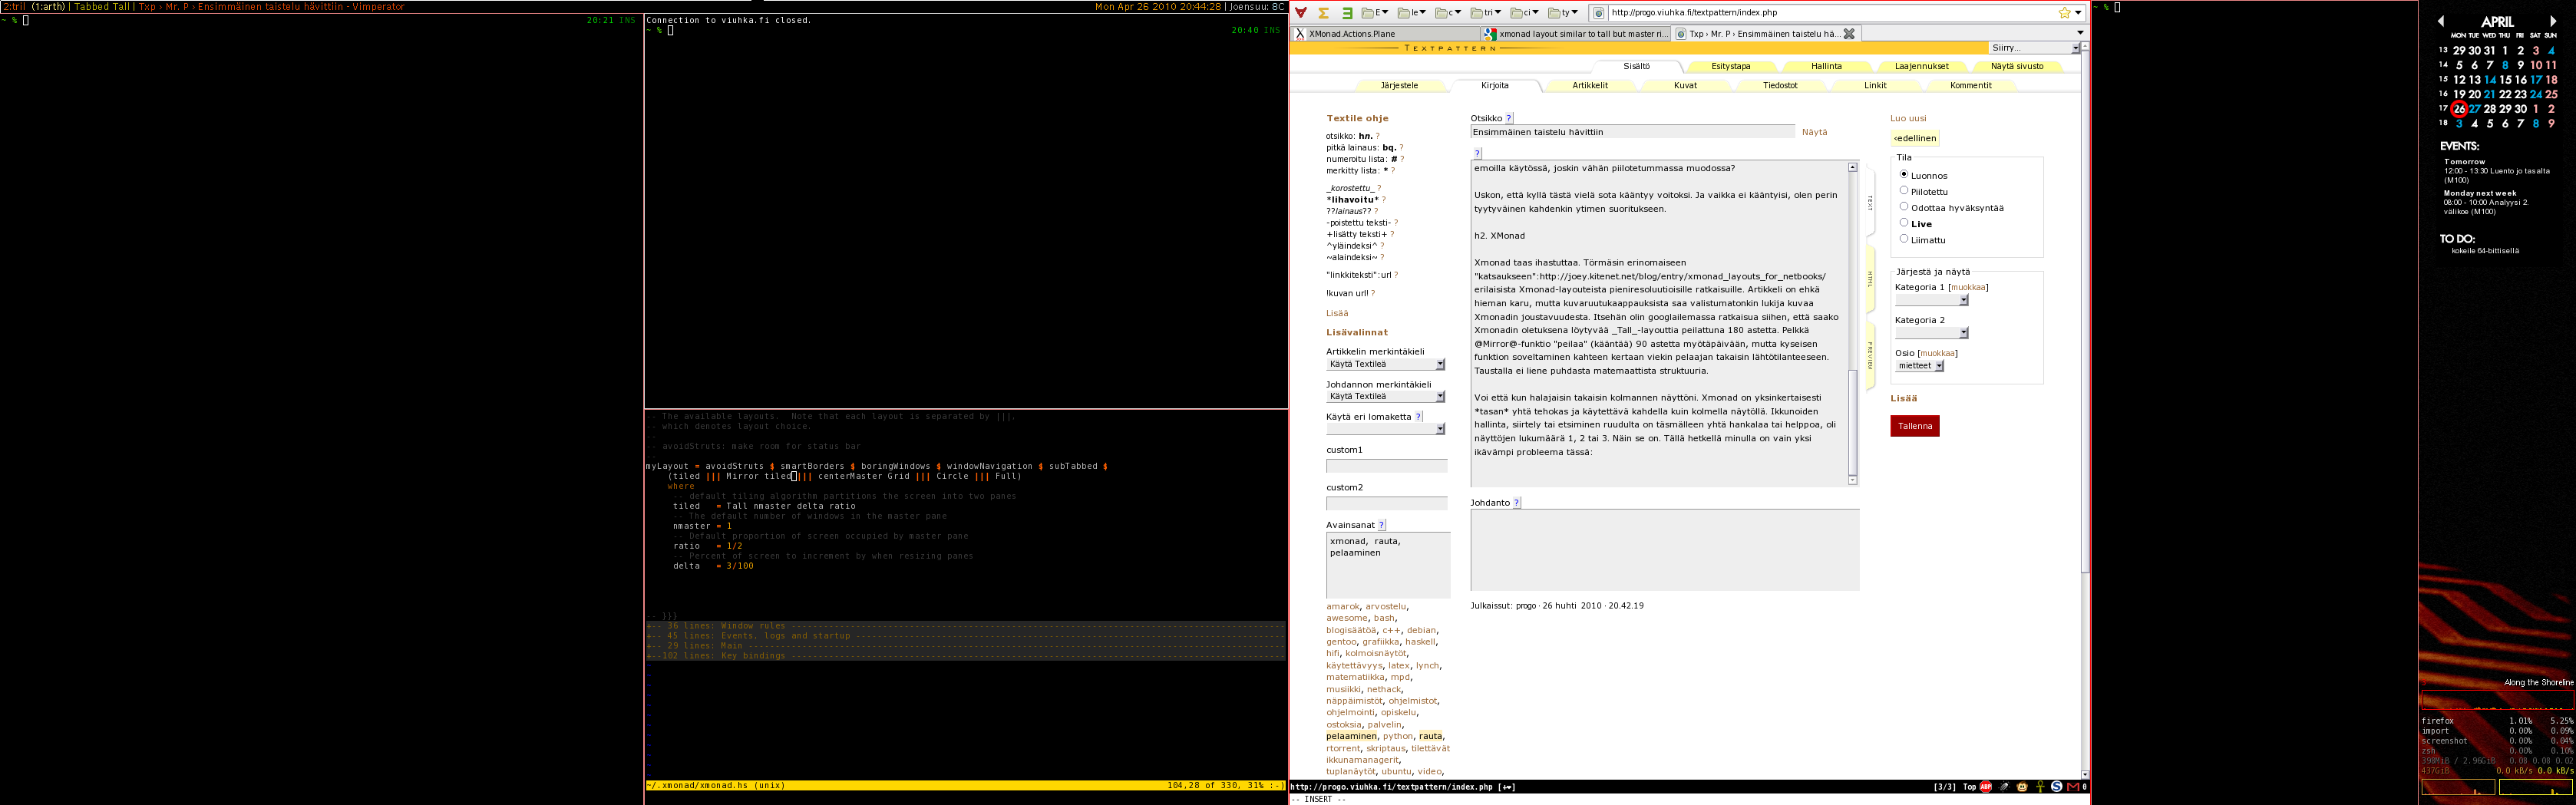 2:tril (1:arth) | Tabbed Tall | Txp › Mr. P › Ensimmäinen taistelu hävittiin - Vimperator
Mon Apr 26 2010 20:44:28 | Joensuu: 8C
~ %
20:21 INS
Connection to viuhka.fi closed.
~ %
20:40 INS
-- The available layouts.  Note that each layout is separated by |||,
-- which denotes layout choice.
--
-- avoidStruts: make room for status bar
--
myLayout = avoidStruts $ smartBorders $ boringWindows $ windowNavigation $ subTabbed $
(tiled ||| Mirror tiled ||| centerMaster Grid ||| Circle ||| Full)
where
-- default tiling algorithm partitions the screen into two panes
tiled   = Tall nmaster delta ratio
-- The default number of windows in the master pane
nmaster = 1
-- Default proportion of screen occupied by master pane
ratio   = 1/2
-- Percent of screen to increment by when resizing panes
delta   = 3/100
-- }}}
+-- 36 lines: Window rules
+-- 45 lines: Events, logs and startup
+-- 29 lines: Main
+--102 lines: Key bindings
~/.xmonad/xmonad.hs (unix)
104,28 of 330, 31% :-)
E
le
c
tri
ci
ty
http://progo.viuhka.fi/textpattern/index.php
XMonad.Actions.Plane
xmonad layout similar to tall but master ri...
Txp › Mr. P › Ensimmäinen taistelu hä...
TEXTPATTERN
Siirry...
Sisältö
Esitystapa
Hallinta
Laajennukset
Näytä sivusto
Järjestele
Kirjoita
Artikkelit
Kuvat
Tiedostot
Linkit
Kommentit
Textile ohje
otsikko: hn. ?
pitkä lainaus: bq. ?
numeroitu lista: # ?
merkitty lista: * ?
_korostettu_ ?
*lihavoitu* ?
??lainaus?? ?
-poistettu teksti- ?
+lisätty teksti+ ?
^yläindeksi^ ?
~alaindeksi~ ?
"linkkiteksti":url ?
!kuvan url! ?
Lisää
Lisävalinnat
Artikkelin merkintäkieli
Käytä Textileä
Johdannon merkintäkieli
Käytä Textileä
Käytä eri lomaketta ?
custom1
custom2
Avainsanat ?
xmonad,  rauta,
pelaaminen
amarok, arvostelu,
awesome, bash,
blogisäätöä, c++, debian,
gentoo, grafiikka, haskell,
hifi, kolmoisnäytöt,
käytettävyys, latex, lynch,
matematiikka, mpd,
musiikki, nethack,
näppäimistöt, ohjelmistot,
ohjelmointi, opiskelu,
ostoksia, palvelin,
pelaaminen, python, rauta,
rtorrent, skriptaus, tilettävät
ikkunamanagerit,
tuplanäytöt, ubuntu, video,
Otsikko ?
Ensimmäinen taistelu hävittiin
Näytä
?
emoilla käytössä, joskin vähän piilotetummassa muodossa?
Uskon, että kyllä tästä vielä sota kääntyy voitoksi. Ja vaikka ei kääntyisi, olen perin
tyytyväinen kahdenkin ytimen suoritukseen.
h2. XMonad
Xmonad taas ihastuttaa. Törmäsin erinomaiseen
"katsaukseen":http://joey.kitenet.net/blog/entry/xmonad_layouts_for_netbooks/
erilaisista Xmonad-layouteista pieniresoluutioisille ratkaisuille. Artikkeli on ehkä
hieman karu, mutta kuvaruutukaappauksista saa valistumatonkin lukija kuvaa
Xmonadin joustavuudesta. Itsehän olin googlailemassa ratkaisua siihen, että saako
Xmonadin oletuksena löytyvää _Tall_-layouttia peilattuna 180 astetta. Pelkkä
@Mirror@-funktio "peilaa" (kääntää) 90 astetta myötäpäivään, mutta kyseisen
funktion soveltaminen kahteen kertaan viekin pelaajan takaisin lähtötilanteeseen.
Taustalla ei liene puhdasta matemaattista struktuuria.
Voi että kun halajaisin takaisin kolmannen näyttöni. Xmonad on yksinkertaisesti
*tasan* yhtä tehokas ja käytettävä kahdella kuin kolmella näytöllä. Ikkunoiden
hallinta, siirtely tai etsiminen ruudulta on täsmälleen yhtä hankalaa tai helppoa, oli
näyttöjen lukumäärä 1, 2 tai 3. Näin se on. Tällä hetkellä minulla on vain yksi
ikävämpi probleema tässä:
TEXT
HTML
PREVIEW
Johdanto ?
Julkaissut: progo · 26 huhti 2010 · 20.42.19
Luo uusi
‹edellinen
Tila
Luonnos
Piilotettu
Odottaa hyväksyntää
Live
Liimattu
Järjestä ja näytä
Kategoria 1 [muokkaa]
Kategoria 2
Osio [muokkaa]
mietteet
Lisää
Tallenna
http://progo.viuhka.fi/textpattern/index.php [+♥]
[3/3] Top
ABP
0
-- INSERT --
~ %
APRIL
MON TUE WED THU FRI SAT SUN
13 29 30 31 1 2 3 4
14 5 6 7 8 9 10 11
15 12 13 14 15 16 17 18
16 19 20 21 22 23 24 25
17 26 27 28 29 30 1 2
18 3 4 5 6 7 8 9
EVENTS:
Tomorrow
12:00 - 13:30 Luento jo tasalta
(M100)
Monday next week
08:00 - 10:00 Analyysi 2.
välikoe (M100)
TO DO:
kokeile 64-bittisellä
Along the Shoreline
firefox 1.01% 5.25%
import 0.00% 0.09%
screenshot 0.00% 0.04%
zsh 0.00% 0.10%
390MiB / 2.96GiB 0.08 0.08 0.02
437GiB 0.0 kB/s 0.0 kB/s